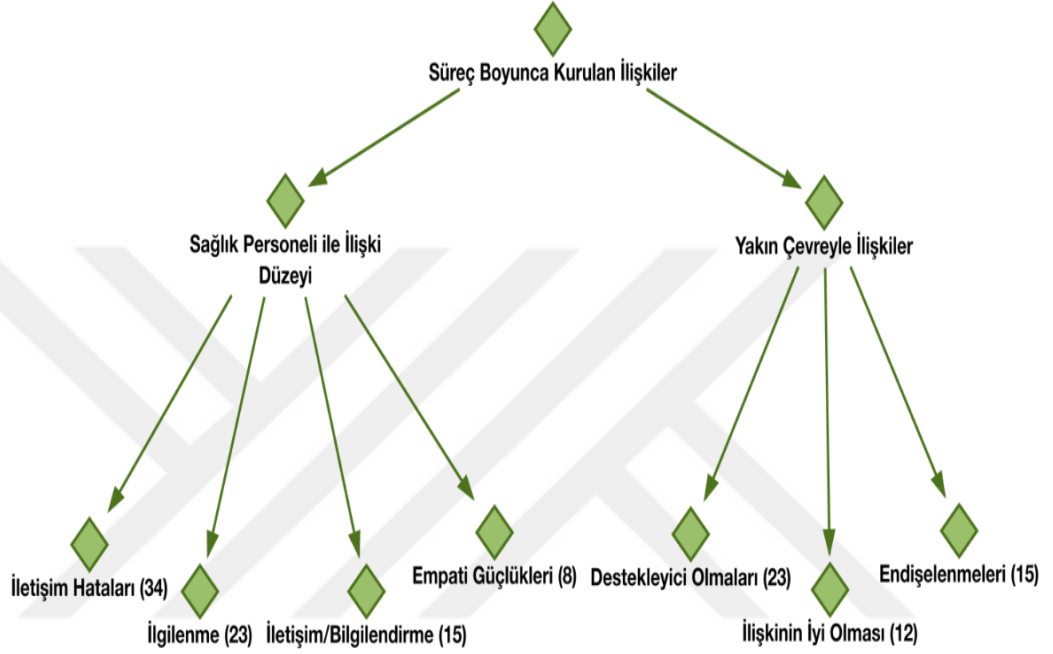 Süreç Boyunca Kurulan İlişkiler
Sağlık Personeli ile İlişki
Düzeyi
Yakın Çevreyle İlişkiler
İletişim Hataları (34)
İlgilenme (23)
İletişim/Bilgilendirme (15)
Empati Güçlükleri (8)
Destekleyici Olmaları (23)
İlişkinin İyi Olması (12)
Endişelenmeleri (15)